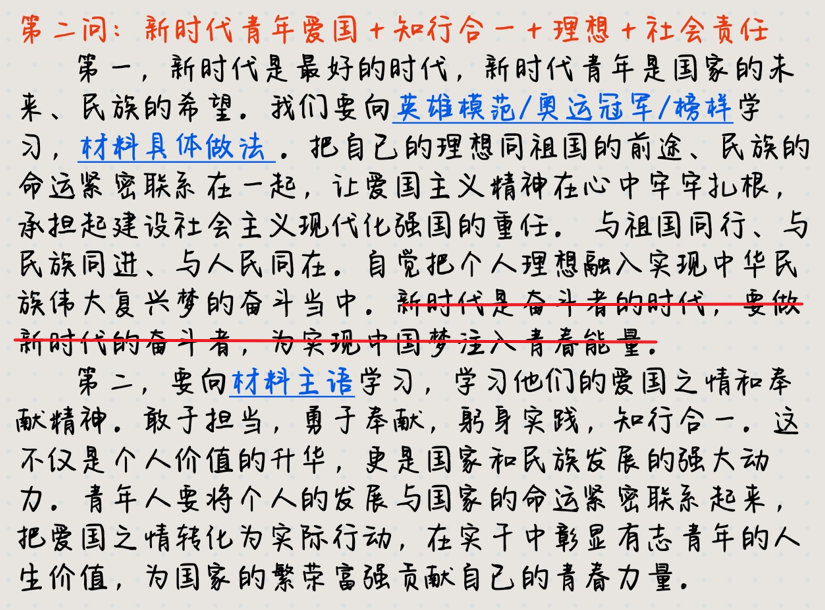 第二问：新时代青年爱国+知行合一+理想+社会责任
第一，新时代是最好的时代，新时代青年是国家的未
来、民族的希望。我们要向英雄模范/奥运冠军/榜样学
习，材料具体做法。把自己的理想同祖国的前途、民族的
命运紧密联系在一起，让爱国主义精神在心中牢牢扎根，
承担起建设社会主义现代化强国的重任。 与祖国同行、与
民族同进、与人民同在。自觉把个人理想融入实现中华民
族伟大复兴梦的奋斗当中。新时代是奋斗者的时代，要做
新时代的奋斗者，为实现中国梦注入青春能量。
第二，要向材料主语学习，学习他们的爱国之情和奉
献精神。敢于担当，勇于奉献，躬身实践，知行合一。这
不仅是个人价值的升华，更是国家和民族发展的强大动
力。青年人要将个人的发展与国家的命运紧密联系起来，
把爱国之情转化为实际行动，在实干中彰显有志青年的人
生价值，为国家的繁荣富强贡献自己的青春力量。